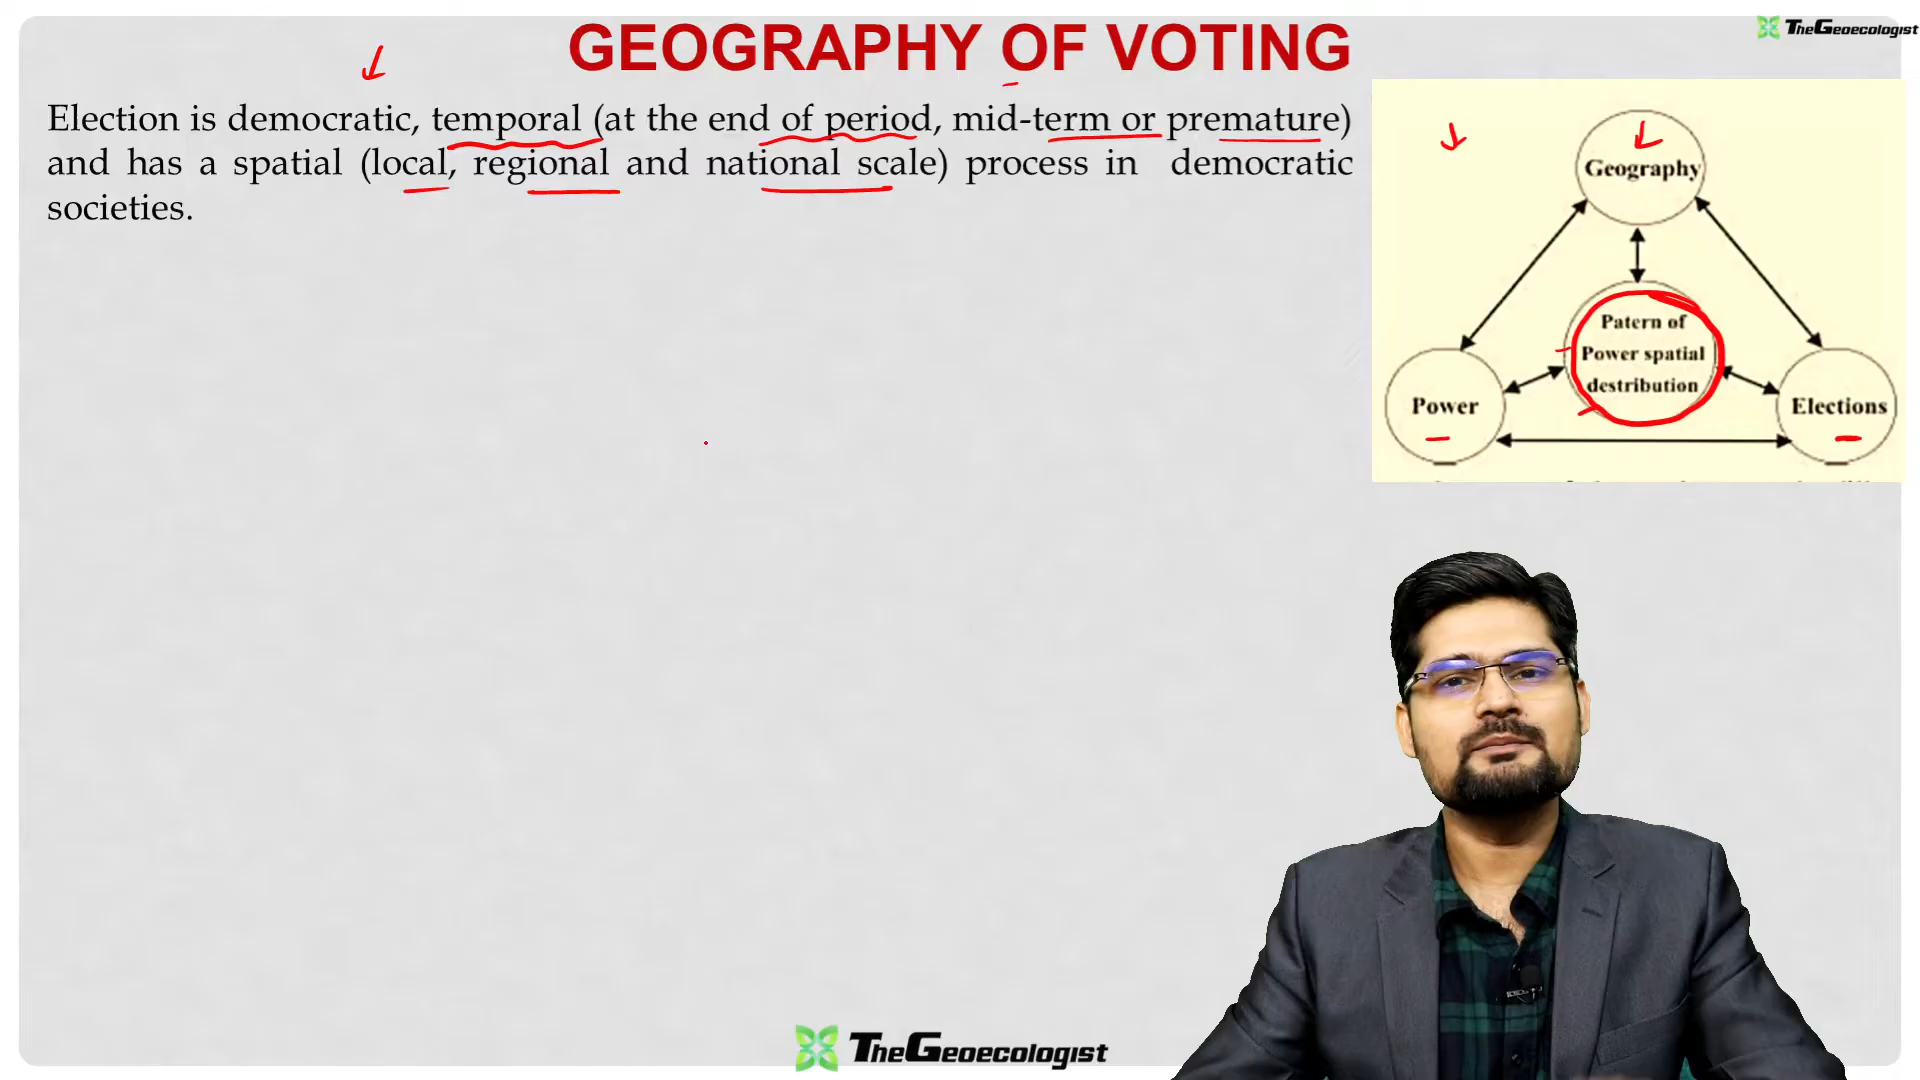 GEOGRAPHY OF VOTING
TheGeoecologist
Election is democratic, temporal (at the end of period, mid-term or premature)
and has a spatial (local, regional and national scale) process in democratic
societies.
Geography
Patern of
Power spatial
destribution
Power
Elections
TheGeoecologist